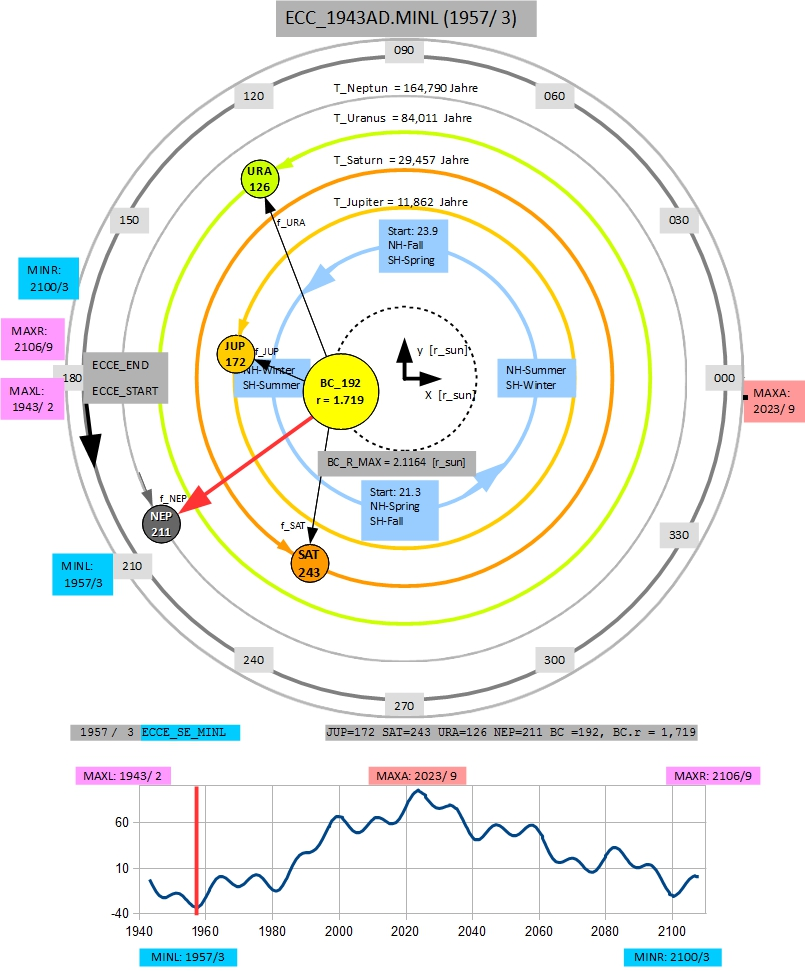 ECC_1943AD.MINL (1957/ 3)
090
T_Neptun = 164,790 Jahre
120
060
T_Uranus = 84,011 Jahre
T_Saturn = 29,457 Jahre
URA
126
T_Jupiter = 11,862 Jahre
150
030
f_URA
Start: 23.9
NH-Fall
SH-Spring
MINR:
2100/3
MAXR:
2106/9
JUP
172
f_JUP
y [r_sun]
ECCE_END
180
ECCE_START
NH-Winter
SH-Summer
BC_192
r = 1.719
X [r_sun]
NH-Summer
SH-Winter
000
MAXL:
1943/ 2
MAXA:
2023/ 9
BC_R_MAX = 2.1164 [r_sun]
f_NEP
NEP
211
Start: 21.3
NH-Spring
SH-Fall
f_SAT
SAT
243
330
MINL:
1957/3
210
240
300
270
1957/ 3 ECCE_SE_MINL
JUP=172 SAT=243 URA=126 NEP=211 BC =192, BC.r = 1,719
MAXL: 1943/ 2
MAXA: 2023/ 9
MAXR: 2106/9
60
10
-40
1940 1960 1980 2000 2020 2040 2060 2080 2100
MINL: 1957/3
MINR: 2100/3